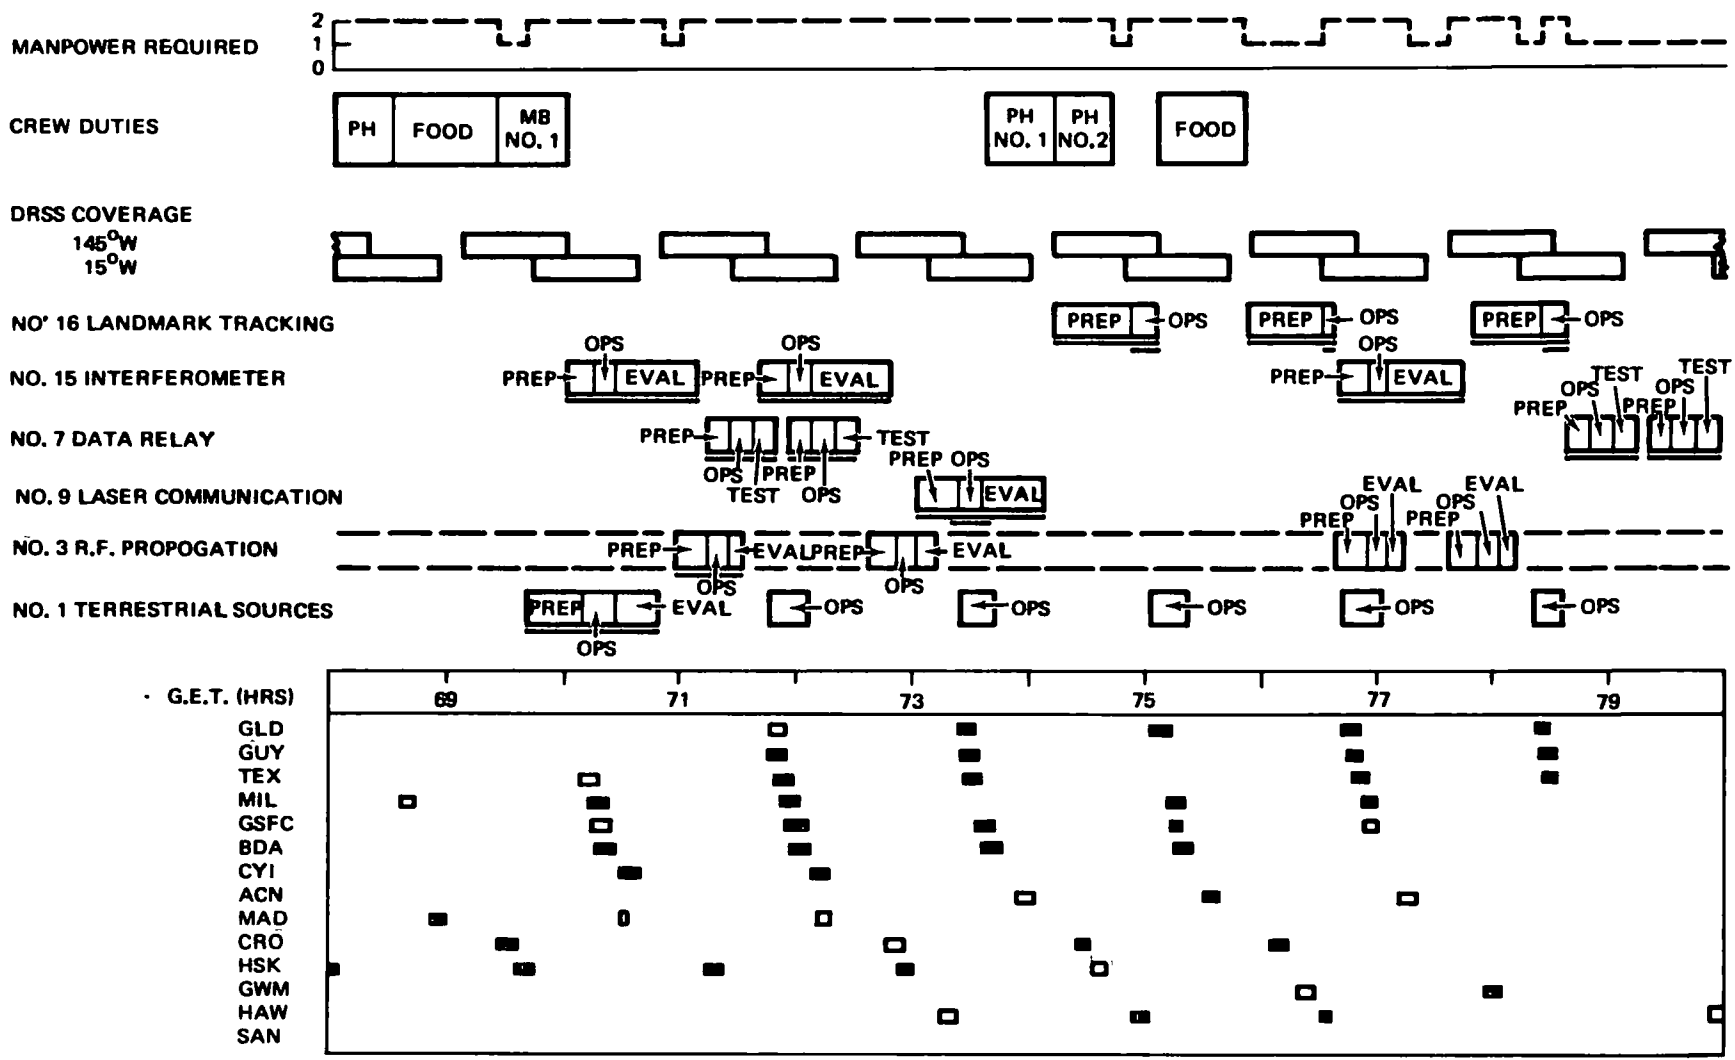 MANPOWER REQUIRED
2
1
0
CREW DUTIES
PH
FOOD
MB
NO. 1
PH
NO. 1
PH
NO.2
FOOD
DRSS COVERAGE
145°W
15°W
NO' 16 LANDMARK TRACKING
PREP
OPS
PREP
OPS
PREP
OPS
NO. 15 INTERFEROMETER
PREP
OPS
EVAL
PREP
OPS
EVAL
PREP
OPS
EVAL
NO. 7 DATA RELAY
PREP
OPS
TEST
PREP
OPS
TEST
PREP
OPS
TEST
PREP
OPS
TEST
NO. 9 LASER COMMUNICATION
PREP
OPS
EVAL
NO. 3 R.F. PROPOGATION
PREP
OPS
EVAL
PREP
OPS
EVAL
PREP
OPS
EVAL
PREP
OPS
EVAL
NO. 1 TERRESTRIAL SOURCES
PREP
OPS
EVAL
OPS
OPS
OPS
OPS
OPS
G.E.T. (HRS)
69
71
73
75
77
79
GLD
GUY
TEX
MIL
GSFC
BDA
CYI
ACN
MAD
CRO
HSK
GWM
HAW
SAN